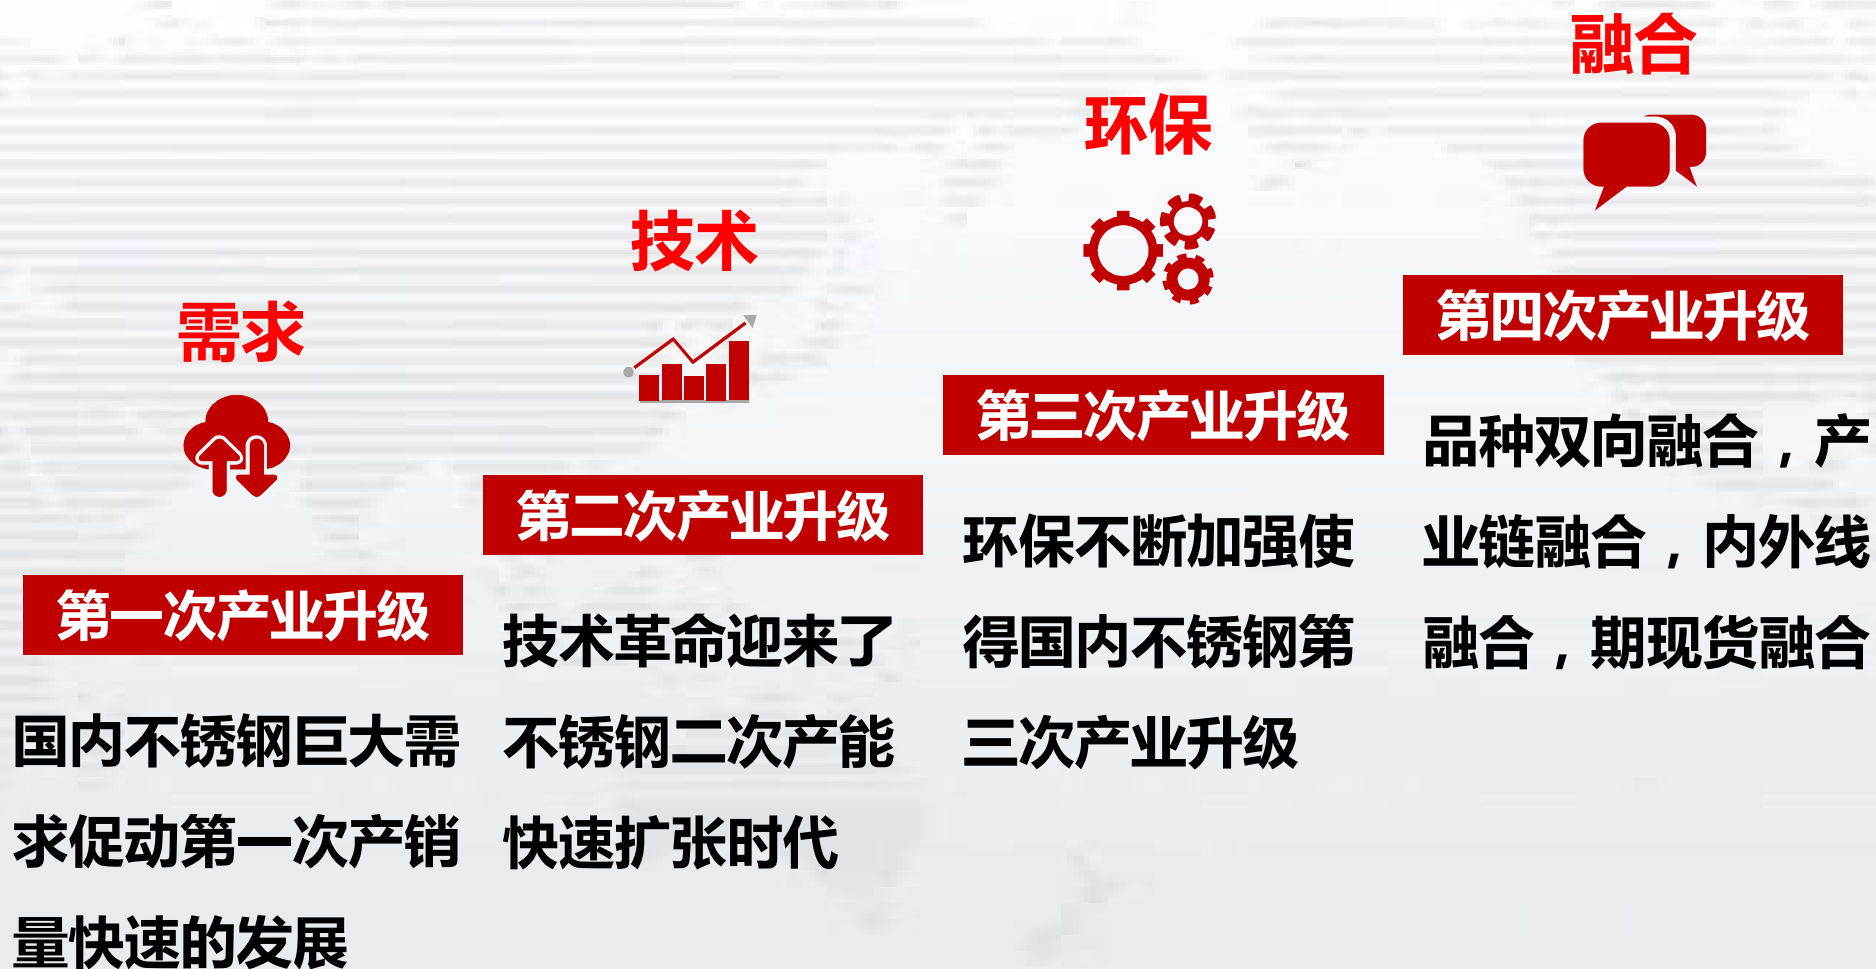 需求
第一次产业升级
国内不锈钢巨大需
求促动第一次产销
量快速的发展
技术
第二次产业升级
技术革命迎来了
不锈钢二次产能
快速扩张时代
环保
第三次产业升级
环保不断加强使
得国内不锈钢第
三次产业升级
融合
第四次产业升级
品种双向融合，产
业链融合，内外线
融合，期现货融合